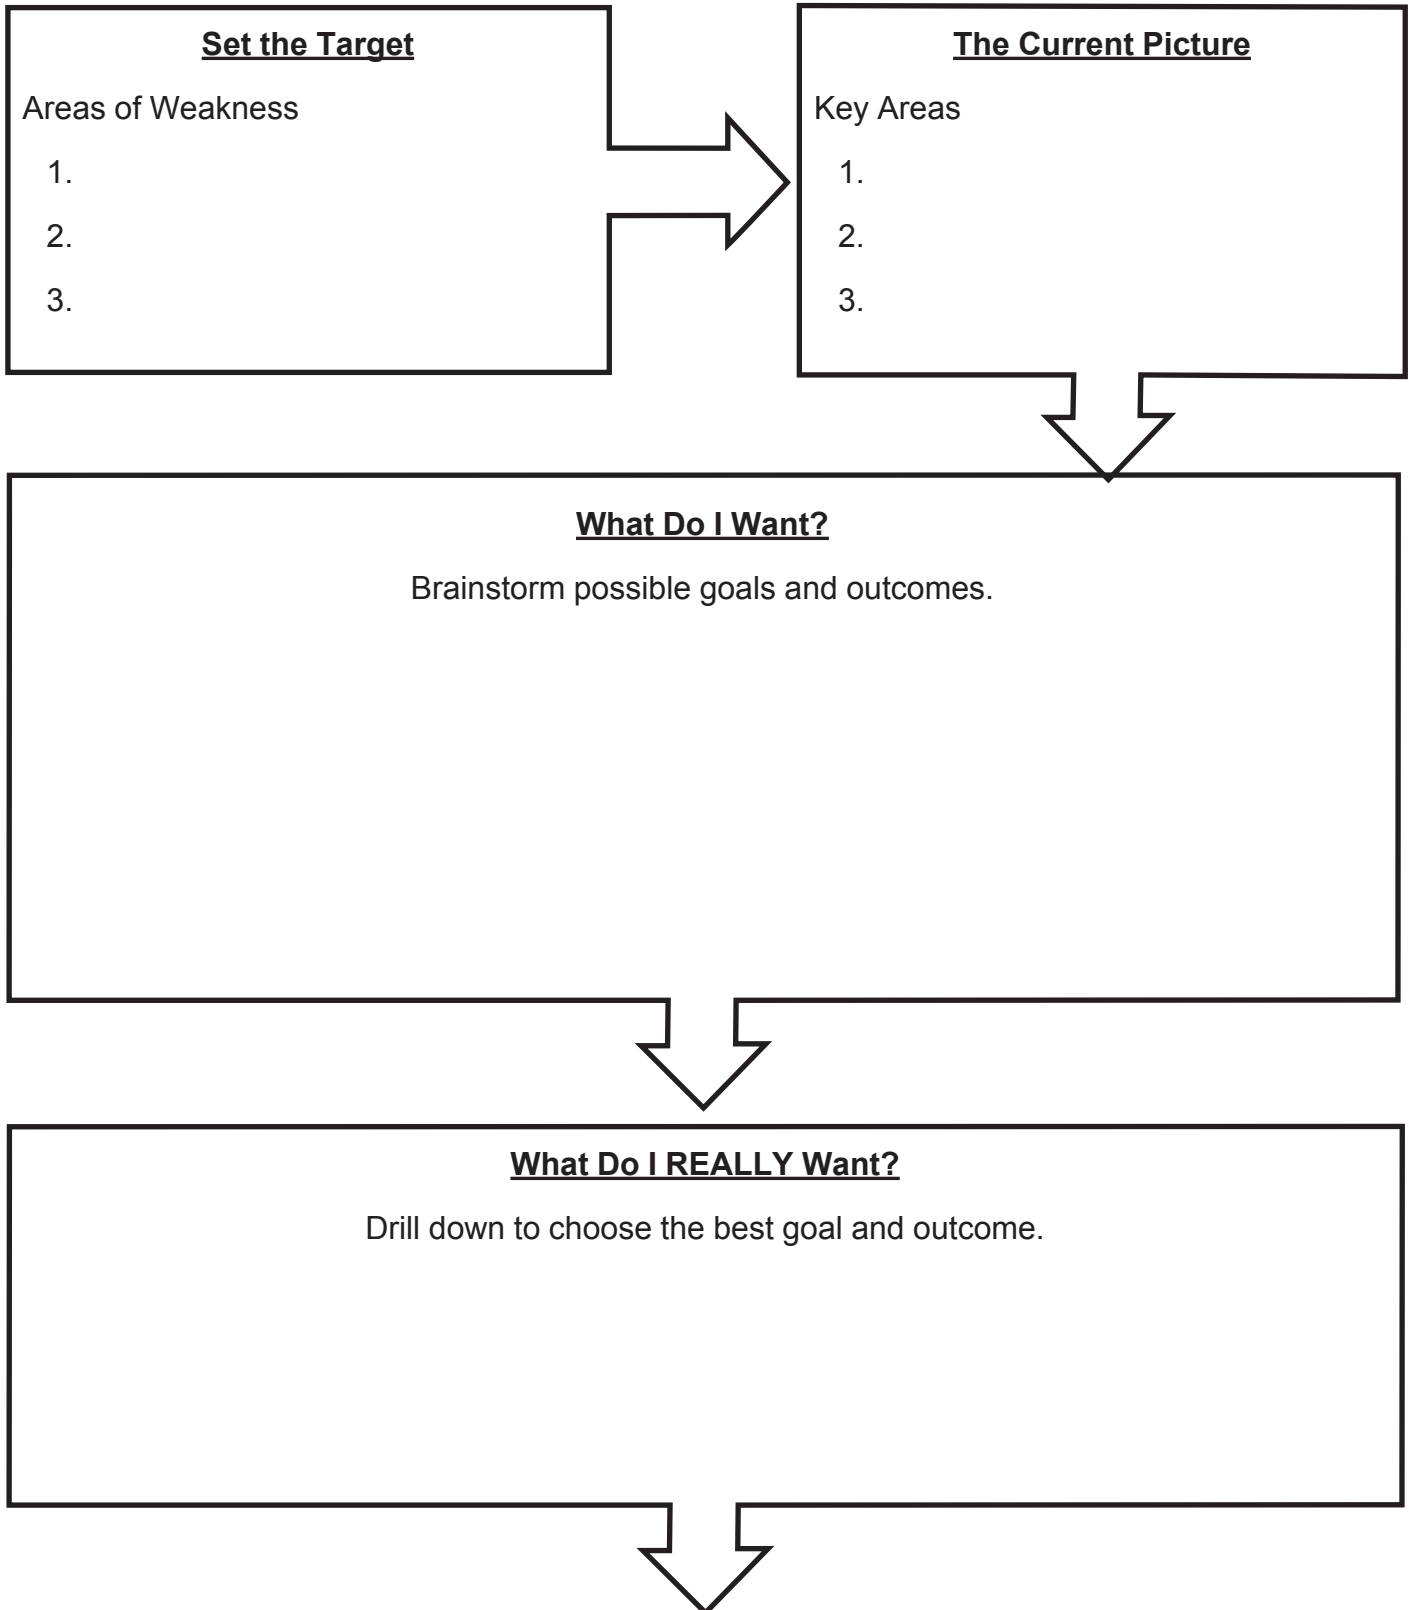 Set the Target
Areas of Weakness
1.
2.
3.
The Current Picture
Key Areas
1.
2.
3.
What Do I Want?
Brainstorm possible goals and outcomes.
What Do I REALLY Want?
Drill down to choose the best goal and outcome.